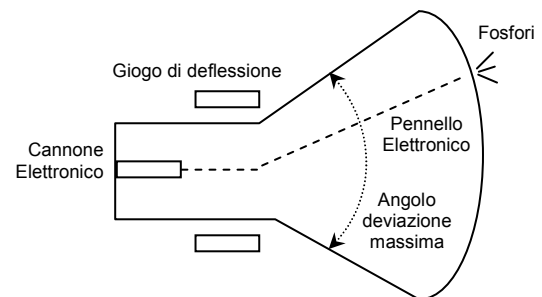 Fosfori
Giogo di deflessione
Pennello
Elettronico
Cannone
Elettronico
Angolo
deviazione
massima